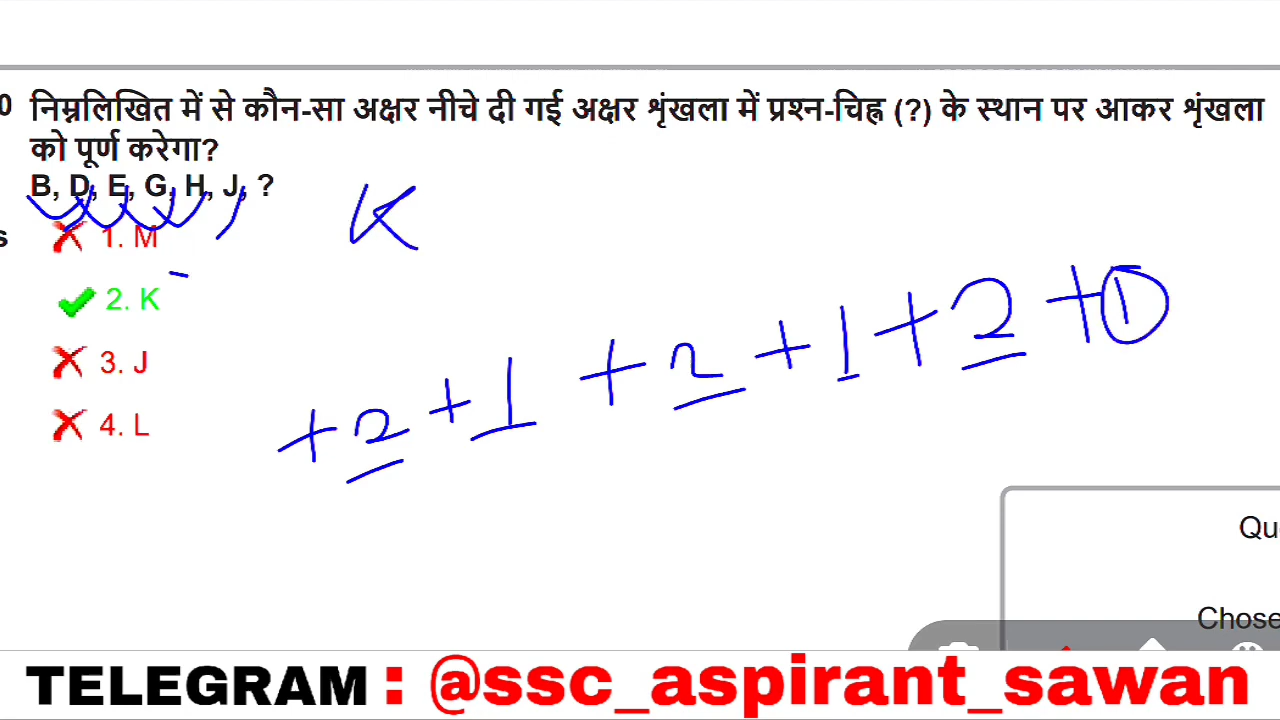 0 निम्नलिखित में से कौन-सा अक्षर नीचे दी गई अक्षर शृंखला में प्रश्न-चिह्न (?) के स्थान पर आकर शृंखला
को पूर्ण करेगा?
B, D, E, G, H, J, ?
K
s 1. M
2. K
3. J
4. L
+2 +1 +2 +1 +2 +1
Qu
Chose
TELEGRAM : @ssc_aspirant_sawan